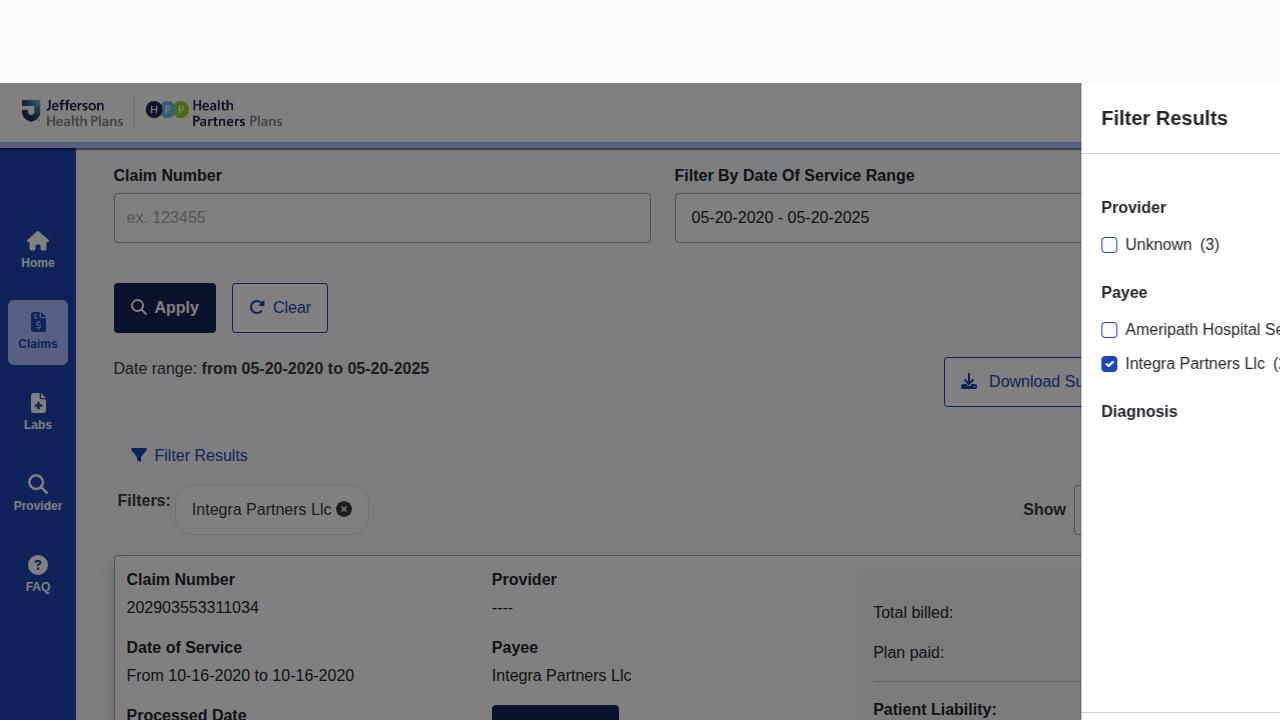 Jefferson
Health Plans
H P P
Health
Partners Plans
Filter Results
Home
Claims
Labs
Provider
FAQ
Claim Number
ex. 123455
Filter By Date Of Service Range
05-20-2020 - 05-20-2025
Apply
Clear
Date range: from 05-20-2020 to 05-20-2025
Download Su
Filter Results
Filters: Integra Partners Llc
Show
Claim Number
202903553311034
Date of Service
From 10-16-2020 to 10-16-2020
Processed Date
Provider
----
Payee
Integra Partners Llc
Total billed:
Plan paid:
Patient Liability:
Provider
Unknown (3)
Payee
Ameripath Hospital Se
Integra Partners Llc (
Diagnosis